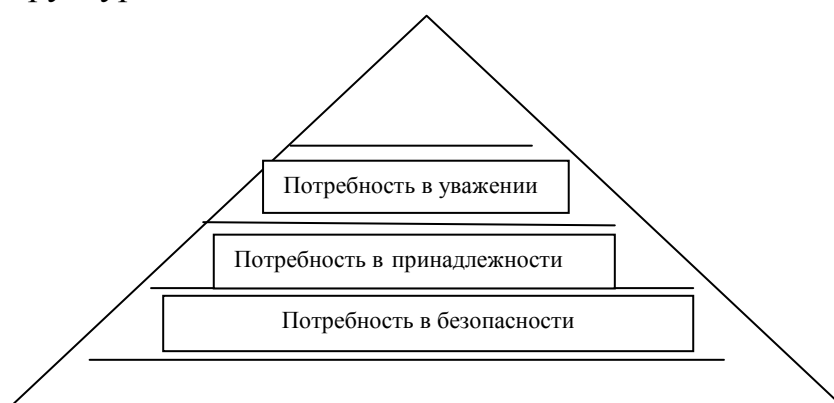 Потребность в уважении
Потребность в принадлежности
Потребность в безопасности